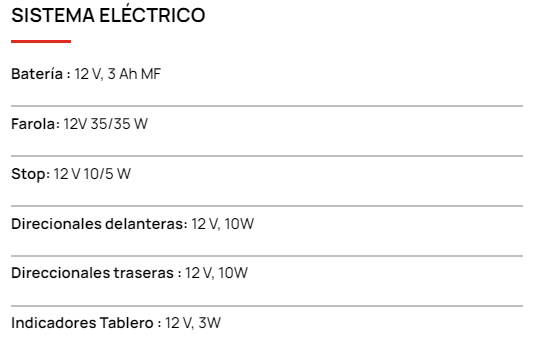 SISTEMA ELÉCTRICO
Batería : 12 V, 3 Ah MF
Farola: 12V 35/35 W
Stop: 12 V 10/5 W
Direcionales delanteras: 12 V, 10W
Direccionales traseras : 12 V, 10W
Indicadores Tablero : 12 V, 3W